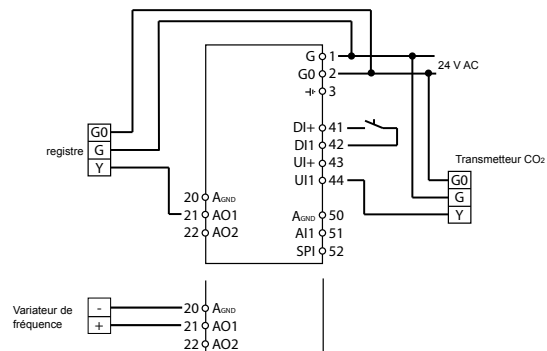 G 1
G0 2
24 V AC
3
G0
G
Y
registre
DI+ 41
DI1 42
UI+ 43
UI1 44
Transmetteur CO2
G0
G
Y
20 AGND
21 AO1
22 AO2
AGND 50
AI1 51
SPI 52
Variateur de
fréquence
-
+
20 AGND
21 AO1
22 AO2